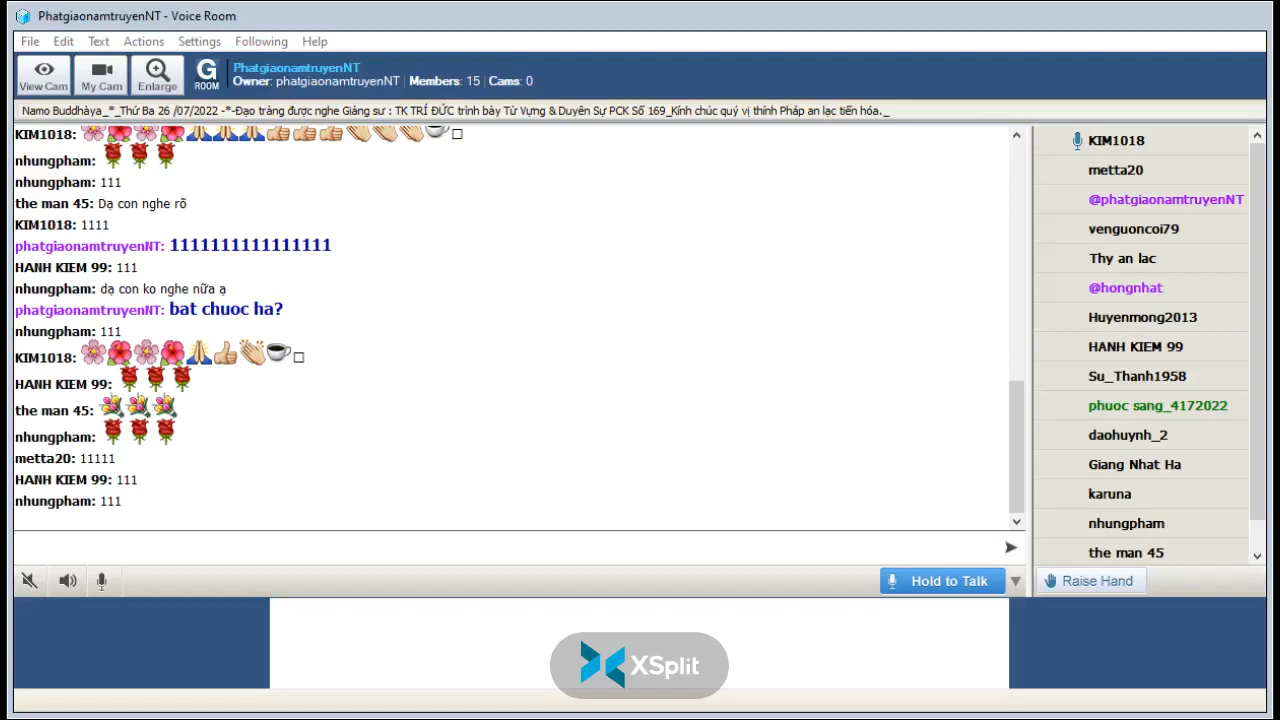 PhatgiaonamtruyenNT - Voice Room
File Edit Text Actions Settings Following Help
View Cam My Cam Enlarge G ROOM
PhatgiaonamtruyenNT
Owner: phatgiaonamtruyenNT | Members: 15 | Cams: 0
Namo Buddhàya_*_Thứ Ba 26 /07/2022 -*-Đạo tràng được nghe Giảng sư : TK TRÍ ĐỨC trình bày Từ Vựng & Duyên Sự PCK Số 169_Kính chúc quý vị thính Pháp an lạc tiến hóa._
KIM1018:
nhungpham:
nhungpham: 111
the man 45: Dạ con nghe rõ
KIM1018: 1111
phatgiaonamtruyenNT: 1111111111111111
HANH KIEM 99: 111
nhungpham: dạ con ko nghe nữa ạ
phatgiaonamtruyenNT: bat chuoc ha?
nhungpham: 111
KIM1018:
HANH KIEM 99:
the man 45:
nhungpham:
metta20: 11111
HANH KIEM 99: 111
nhungpham: 111
KIM1018
metta20
@phatgiaonamtruyenNT
venguoncoi79
Thy an lac
@hongnhat
Huyenmong2013
HANH KIEM 99
Su_Thanh1958
phuoc sang_4172022
daohuynh_2
Giang Nhat Ha
karuna
nhungpham
the man 45
Hold to Talk
Raise Hand
XSplit